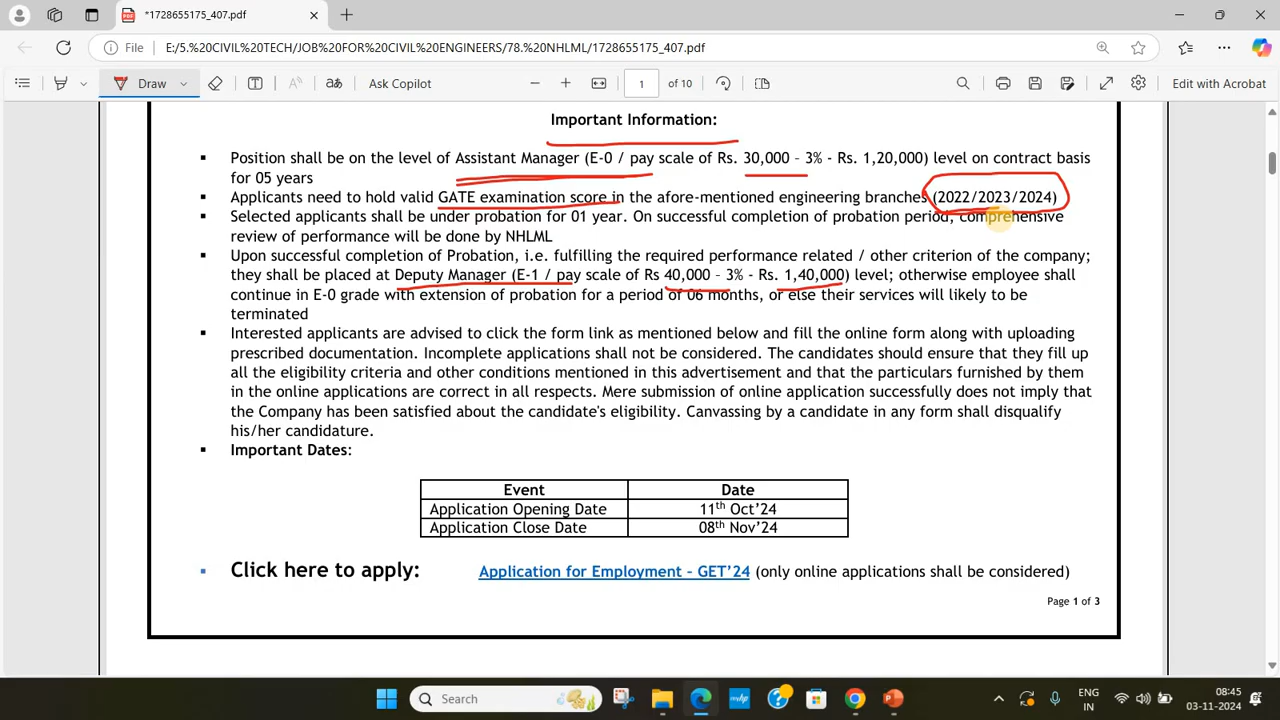 *1728655175_407.pdf
File E:/5.%20CIVIL%20TECH/JOB%20FOR%20CIVIL%20ENGINEERS/78.%20NHLML/1728655175_407.pdf
Draw aあ Ask Copilot 1 of 10 Edit with Acrobat
Important Information:
▪ Position shall be on the level of Assistant Manager (E-0 / pay scale of Rs. 30,000 – 3% - Rs. 1,20,000) level on contract basis
for 05 years
▪ Applicants need to hold valid GATE examination score in the afore-mentioned engineering branches (2022/2023/2024)
▪ Selected applicants shall be under probation for 01 year. On successful completion of probation period, comprehensive
review of performance will be done by NHLML
▪ Upon successful completion of Probation, i.e. fulfilling the required performance related / other criterion of the company;
they shall be placed at Deputy Manager (E-1 / pay scale of Rs 40,000 – 3% - Rs. 1,40,000) level; otherwise employee shall
continue in E-0 grade with extension of probation for a period of 06 months, or else their services will likely to be
terminated
▪ Interested applicants are advised to click the form link as mentioned below and fill the online form along with uploading
prescribed documentation. Incomplete applications shall not be considered. The candidates should ensure that they fill up
all the eligibility criteria and other conditions mentioned in this advertisement and that the particulars furnished by them
in the online applications are correct in all respects. Mere submission of online application successfully does not imply that
the Company has been satisfied about the candidate's eligibility. Canvassing by a candidate in any form shall disqualify
his/her candidature.
▪ Important Dates:
Event Date
Application Opening Date 11th Oct'24
Application Close Date 08th Nov'24
▪ Click here to apply: Application for Employment – GET'24 (only online applications shall be considered)
Page 1 of 3
Search ENG 08:45
IN 03-11-2024